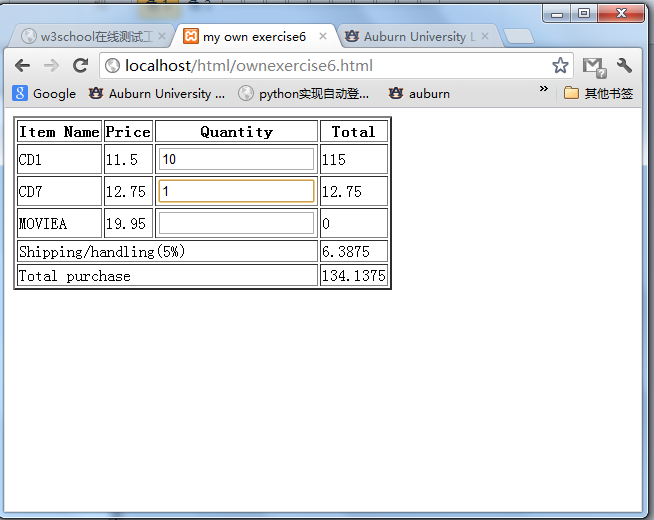 w3school在线测试工
my own exercise6
Auburn University L
localhost/html/ownexercise6.html
Google
Auburn University ...
python实现自动登...
auburn
»
其他书签
Item Name Price Quantity Total
CD1 11.5 10 115
CD7 12.75 1 12.75
MOVIEA 19.95 0
Shipping/handling(5%) 6.3875
Total purchase 134.1375